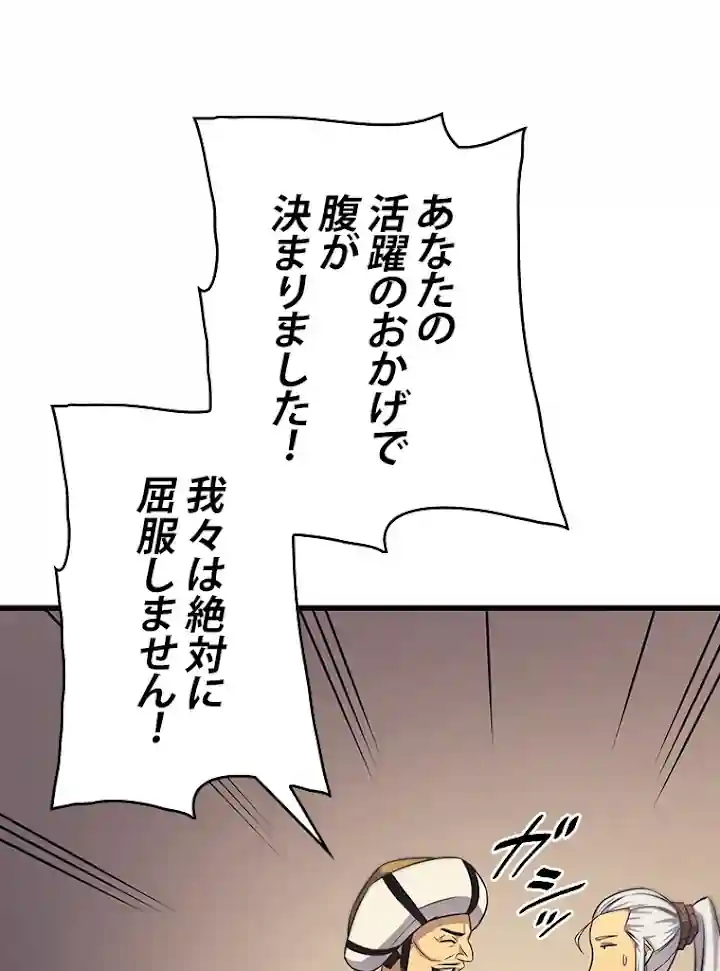 あなたの
活躍のおかげで
腹が
決まりました！
我々は絶対に
屈服しません！
ガシッ